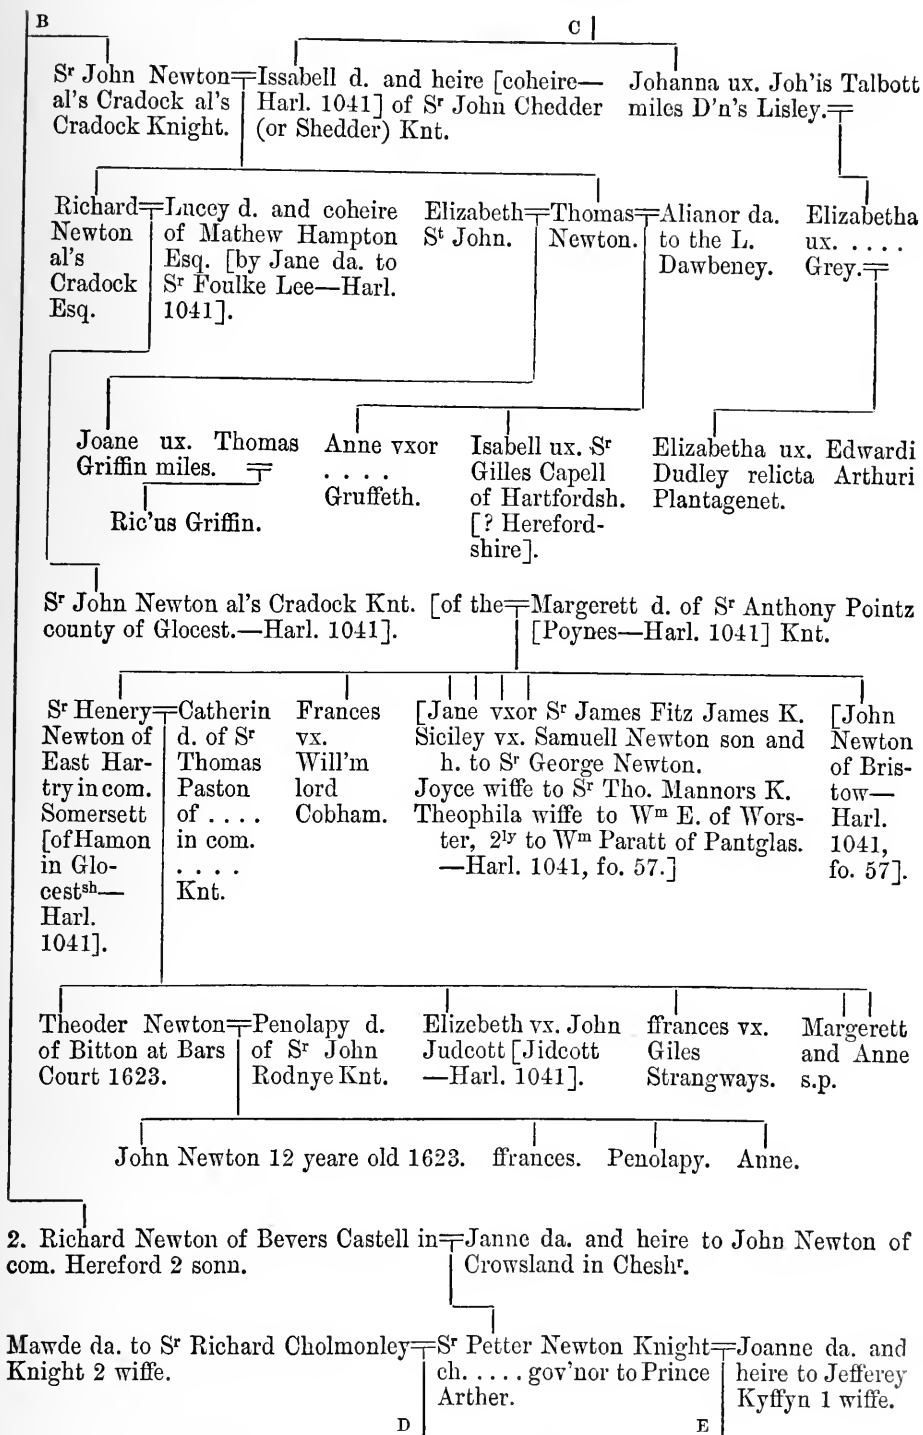 B
C
Sʳ John Newton
al's Cradock al's
Cradock Knight.
Issabell d. and heire [coheire—
Harl. 1041] of Sʳ John Chedder
(or Shedder) Knt.
Johanna ux. Joh'is Talbott
miles D'n's Lisley.
Richard
Newton
al's
Cradock
Esq.
Lucey d. and coheire
of Mathew Hampton
Esq. [by Jane da. to
Sʳ Foulke Lee—Harl.
1041].
Elizabeth
Sᵗ John.
Thomas
Newton.
Alianor da.
to the L.
Dawbeney.
Elizabetha
ux. . . . .
Grey.
Joane ux. Thomas
Griffin miles.
Ric'us Griffin.
Anne vxor
. . . .
Gruffeth.
Isabell ux. Sʳ
Gilles Capell
of Hartfordsh.
[? Hereford-
shire].
Elizabetha ux. Edwardi
Dudley relicta Arthuri
Plantagenet.
Sʳ John Newton al's Cradock Knt. [of the
county of Glocest.—Harl. 1041].
Margerett d. of Sʳ Anthony Pointz
[Poynes—Harl. 1041] Knt.
Sʳ Henery
Newton of
East Har-
try in com.
Somersett
[of Hamon
in Glo-
cestˢʰ—
Harl.
1041].
Catherin
d. of Sʳ
Thomas
Paston
of . . . .
in com.
. . . .
Knt.
Frances
vx.
Will'm
lord
Cobham.
[Jane vxor Sʳ James Fitz James K.
Siciley vx. Samuell Newton son and
h. to Sʳ George Newton.
Joyce wiffe to Sʳ Tho. Mannors K.
Theophila wiffe to Wᵐ E. of Wors-
ter, 2ˡʸ to Wᵐ Paratt of Pantglas.
—Harl. 1041, fo. 57.]
[John
Newton
of Bris-
tow—
Harl.
1041,
fo. 57].
Theoder Newton
of Bitton at Bars
Court 1623.
Penolapy d.
of Sʳ John
Rodnye Knt.
Elizebeth vx. John
Judcott [Jidcott
—Harl. 1041].
ffrances vx.
Giles
Strangways.
Margerett
and Anne
s.p.
John Newton 12 yeare old 1623. ffrances. Penolapy. Anne.
2. Richard Newton of Bevers Castell in
com. Hereford 2 sonn.
Janne da. and heire to John Newton of
Crowsland in Cheshʳ.
Mawde da. to Sʳ Richard Cholmonley
Knight 2 wiffe.
Sʳ Petter Newton Knight
ch. . . . . gov'nor to Prince
Arther.
Joanne da. and
heire to Jefferey
Kyffyn 1 wiffe.
D
E